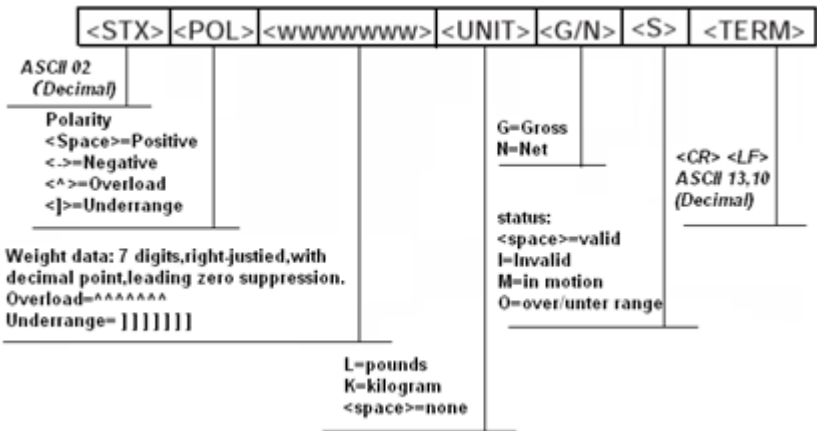 <STX> <POL> <wwwwwww> <UNIT> <G/N> <S> <TERM>
ASCII 02
(Decimal)
Polarity
<Space>=Positive
<->=Negative
<^>=Overload
<]>=Underrange
Weight data: 7 digits,right-justied,with
decimal point,leading zero suppression.
Overload=^^^^^^^
Underrange= ] ] ] ] ] ] ]
L=pounds
K=kilogram
<space>=none
G=Gross
N=Net
status:
<space>=valid
I=Invalid
M=in motion
O=over/unter range
<CR> <LF>
ASCII 13,10
(Decimal)